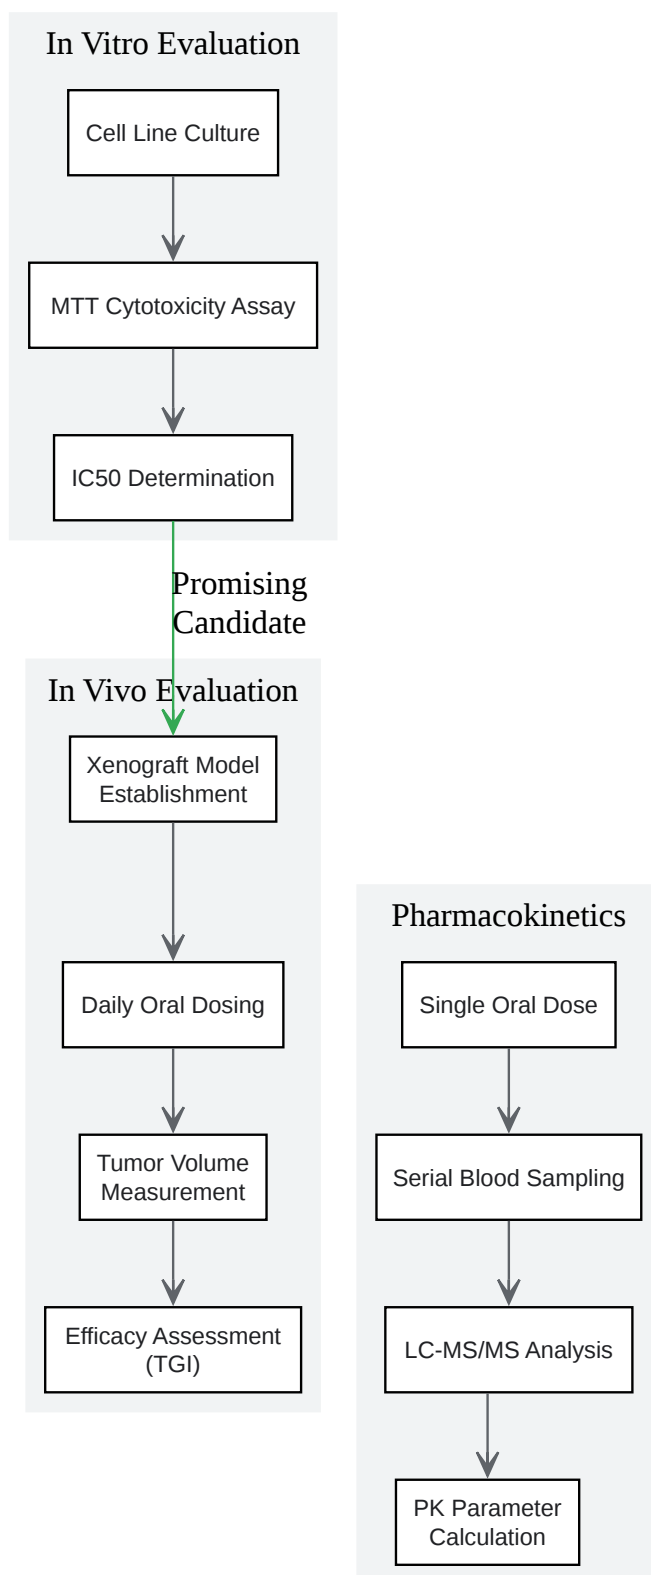 In Vitro Evaluation
Cell Line Culture
MTT Cytotoxicity Assay
IC50 Determination
Promising
Candidate
In Vivo Evaluation
Xenograft Model
Establishment
Daily Oral Dosing
Tumor Volume
Measurement
Efficacy Assessment
(TGI)
Pharmacokinetics
Single Oral Dose
Serial Blood Sampling
LC-MS/MS Analysis
PK Parameter
Calculation